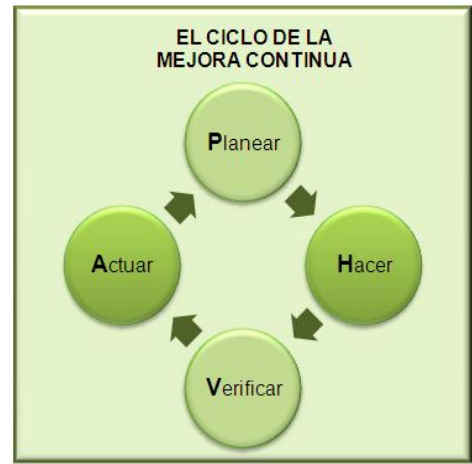 EL CICLO DE LA
MEJORA CONTINUA
Planear
Hacer
Verificar
Actuar